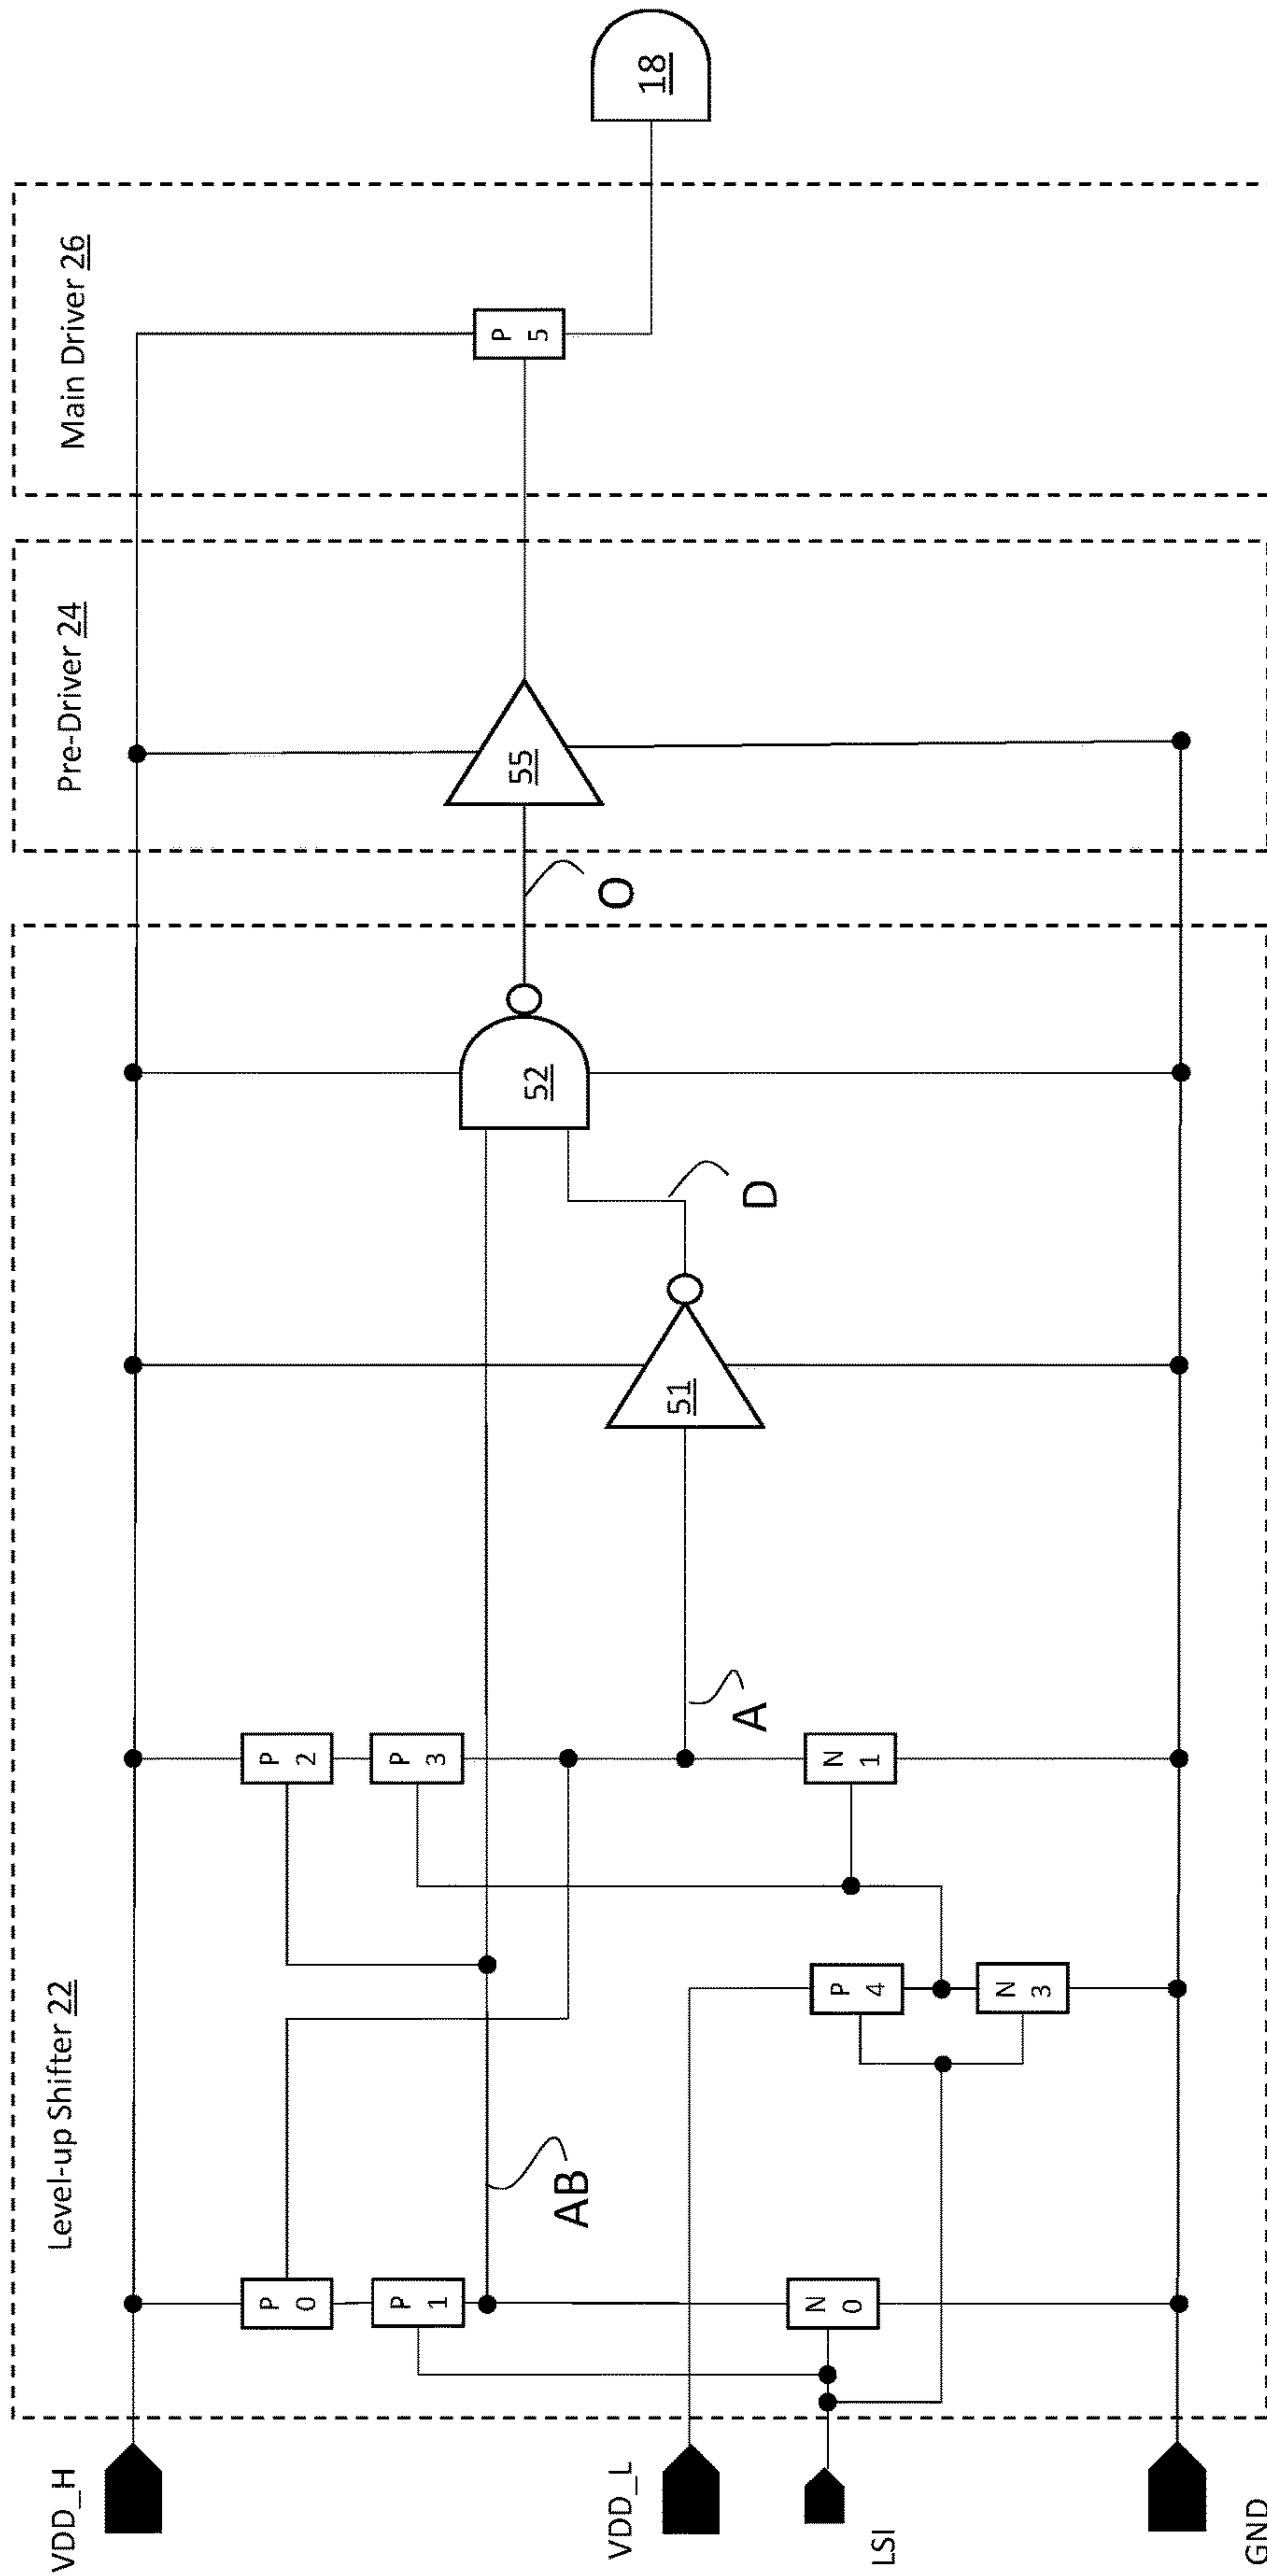 Level-up Shifter 22
Pre-Driver 24
Main Driver 26
VDD_H
P
0
P
2
P
1
P
3
P
5
AB
A
D
O
52
55
18
VDD_L
51
LSI
N
0
P
4
N
1
N
3
GND